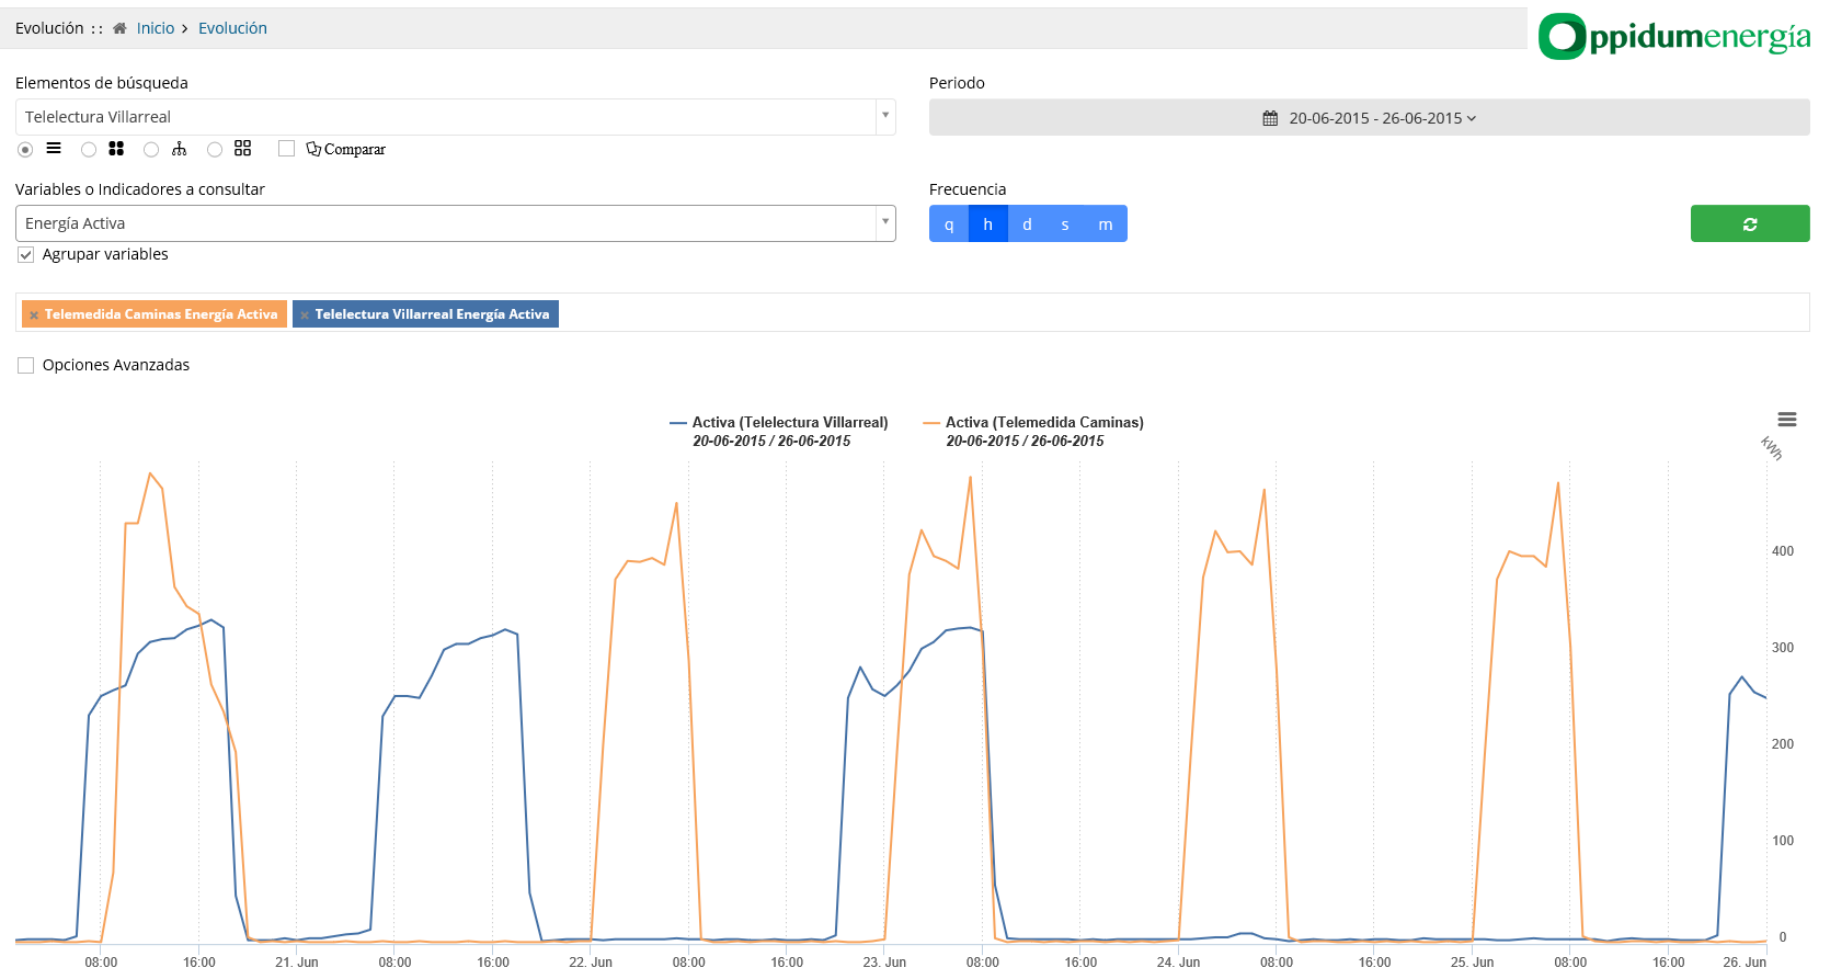 Evolución :: Inicio > Evolución
Oppidumenergía
Elementos de búsqueda
Periodo
Telelectura Villarreal
20-06-2015 - 26-06-2015
Comparar
Variables o Indicadores a consultar
Frecuencia
Energía Activa
q h d s m
Agrupar variables
× Telemedida Caminas Energía Activa × Telelectura Villarreal Energía Activa
Opciones Avanzadas
Activa (Telelectura Villarreal) Activa (Telemedida Caminas)
20-06-2015 / 26-06-2015 20-06-2015 / 26-06-2015
kWh
400
300
200
100
0
08:00 16:00 21. Jun 08:00 16:00 22. Jun 08:00 16:00 23. Jun 08:00 16:00 24. Jun 08:00 16:00 25. Jun 08:00 16:00 26. Jun